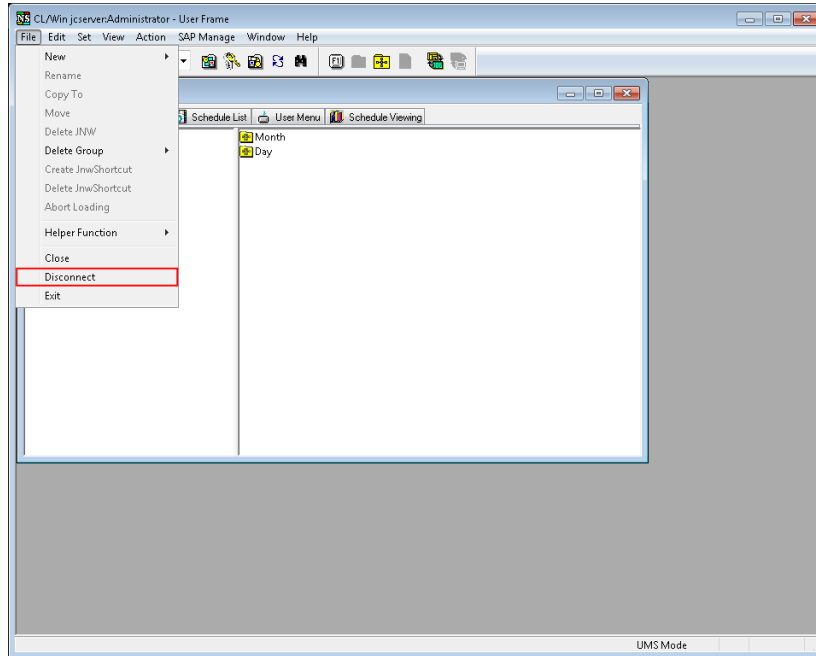 CL/Win jcserver:Administrator - User Frame
File Edit Set View Action SAP Manage Window Help
New
Rename
Copy To
Move
Delete JNW
Delete Group
Create JnwShortcut
Delete JnwShortcut
Abort Loading
Helper Function
Close
Disconnect
Exit
Schedule List User Menu Schedule Viewing
Month
Day
UMS Mode